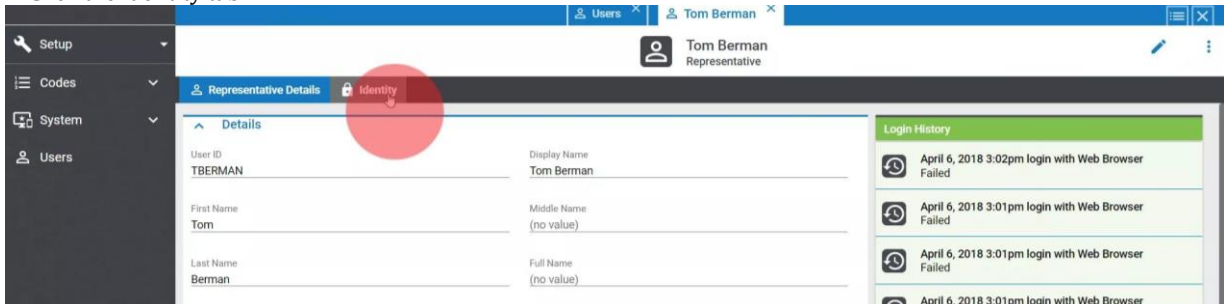 Users
Tom Berman
Setup
Tom Berman
Representative
Codes
Representative Details
Identity
System
Users
Details
User ID
TBERMAN
Display Name
Tom Berman
First Name
Tom
Middle Name
(no value)
Last Name
Berman
Full Name
(no value)
Login History
April 6, 2018 3:02pm login with Web Browser
Failed
April 6, 2018 3:01pm login with Web Browser
Failed
April 6, 2018 3:01pm login with Web Browser
Failed
April 6, 2018 3:01pm login with Web Browser